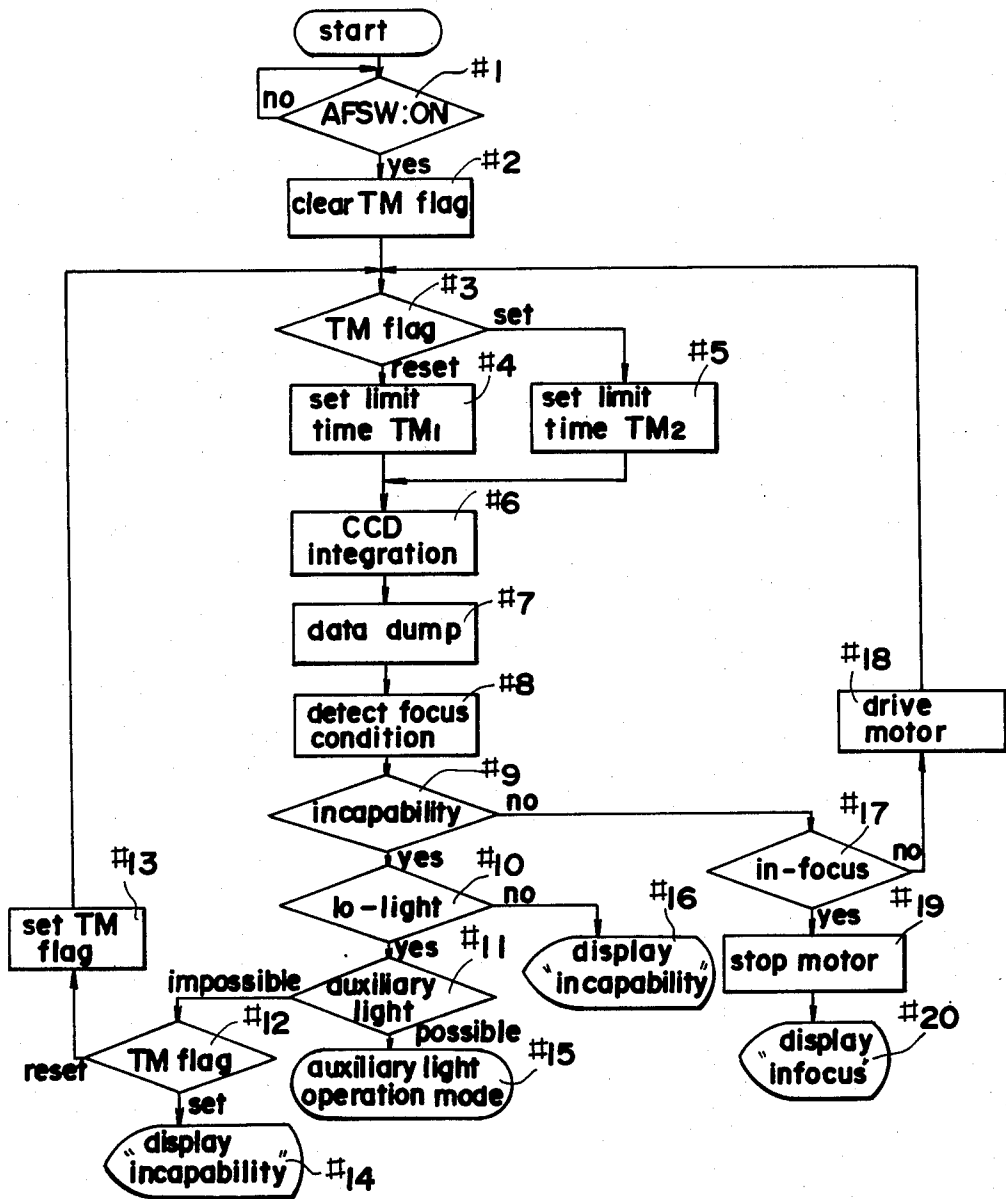 start
#1
no
AFSW:ON
yes
#2
clear TM flag
#3
TM flag
set
reset
#4
#5
set limit
time TM1
set limit
time TM2
#6
CCD
integration
#7
data dump
#8
detect focus
condition
#18
drive
motor
#9
incapability
no
#17
in-focus
no
yes
#10
lo-light
no
#16
"display
incapability"
yes
#19
stop motor
yes
#11
#13
set TM
flag
impossible
auxiliary
light
possible
#12
TM flag
reset
set
#15
auxiliary light
operation mode
#20
"display
infocus"
"display
incapability"
#14